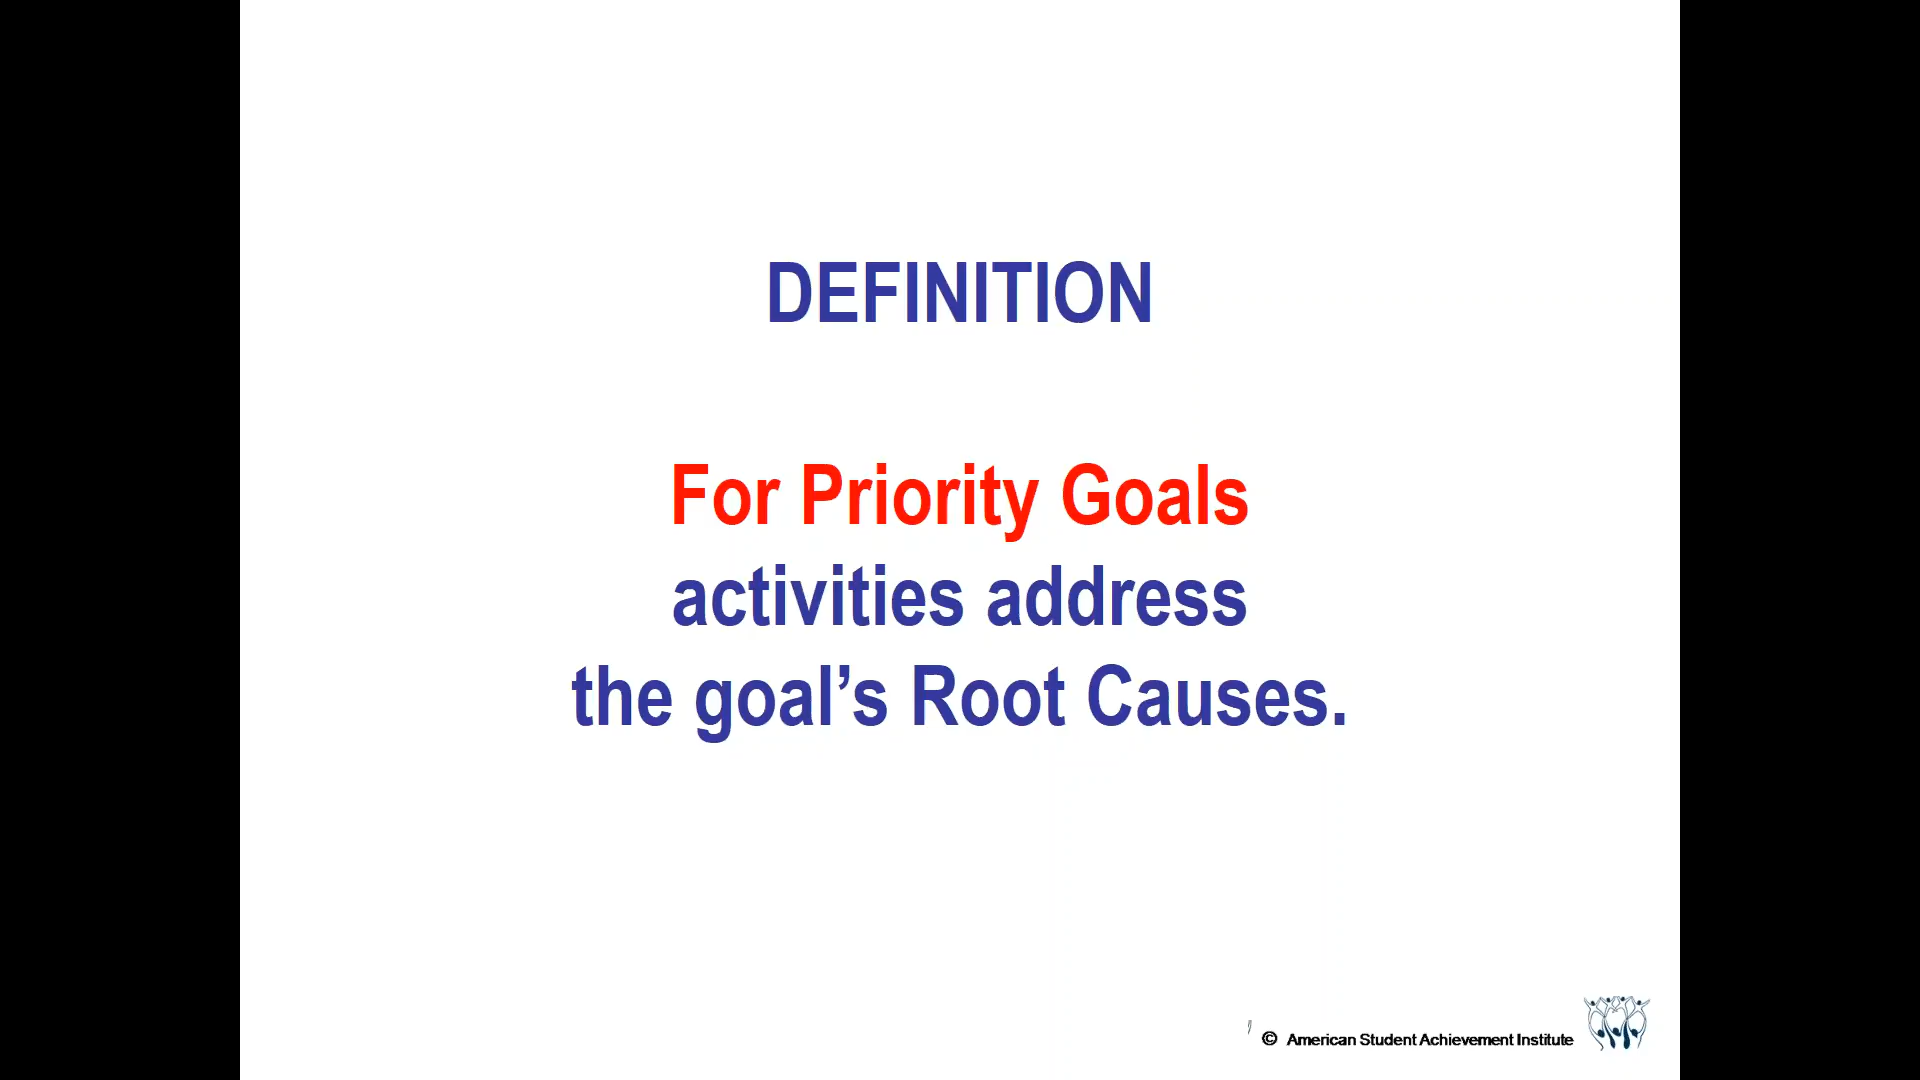 DEFINITION
For Priority Goals
activities address
the goal’s Root Causes.
© American Student Achievement Institute